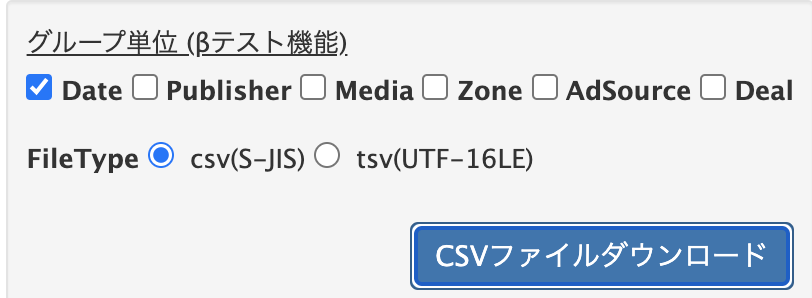 グループ単位 (βテスト機能)
Date Publisher Media Zone AdSource Deal
FileType csv(S-JIS) tsv(UTF-16LE)
CSVファイルダウンロード